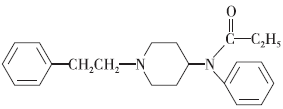 O
C—C₂H₅
—CH₂CH₂—N
N